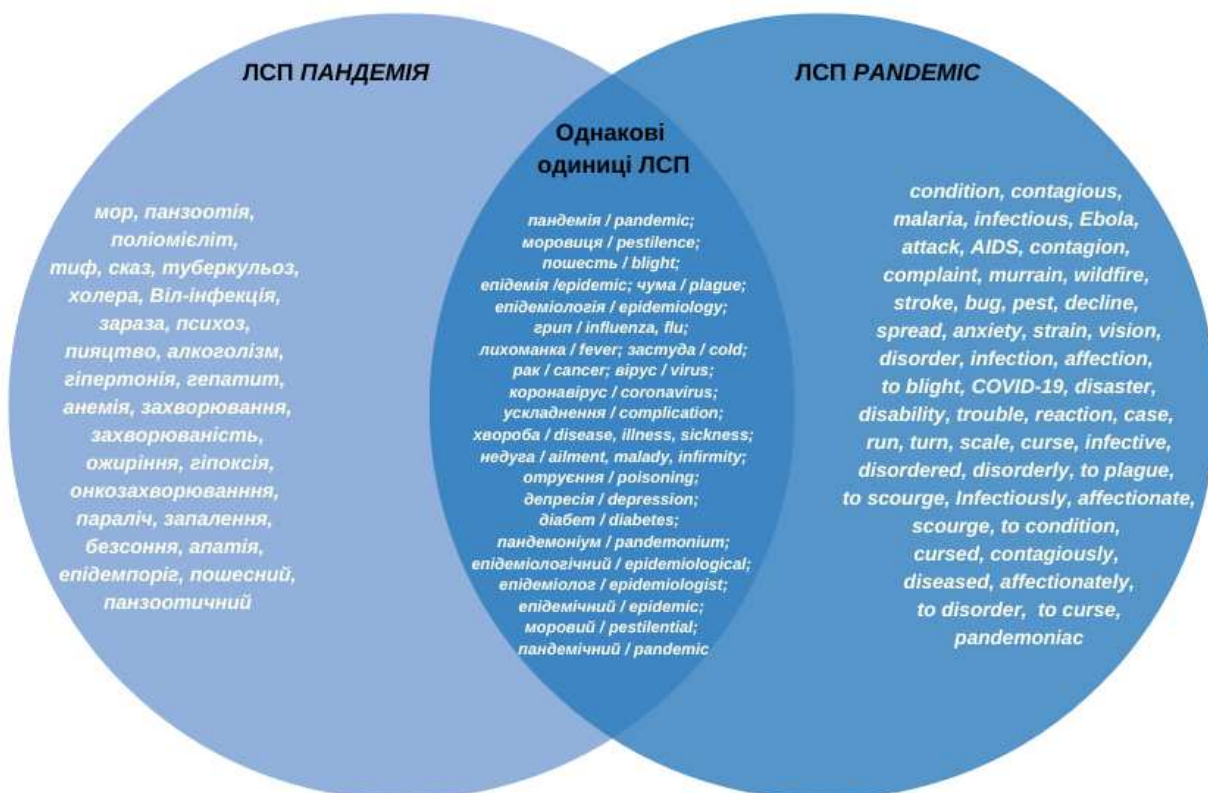 ЛСП ПАНДЕМІЯ
мор, панзоотія,
поліомієліт,
тиф, сказ, туберкульоз,
холера, Віл-інфекція,
зараза, психоз,
пияцтво, алкоголізм,
гіпертонія, гепатит,
анемія, захворювання,
захворюваність,
ожиріння, гіпоксія,
онкозахворюванння,
параліч, запалення,
безсоння, апатія,
епідемпоріг, пошесний,
панзоотичний
Однакові
одиниці ЛСП
пандемія / pandemic;
моровиця / pestilence;
пошесть / blight;
епідемія /epidemic; чума / plague;
епідеміологія / epidemiology;
грип / influenza, flu;
лихоманка / fever; застуда / cold;
рак / cancer; вірус / virus;
коронавірус / coronavirus;
ускладнення / complication;
хвороба / disease, illness, sickness;
недуга / ailment, malady, infirmity;
отруєння / poisoning;
депресія / depression;
діабет / diabetes;
пандемоніум / pandemonium;
епідеміологічний / epidemiological;
епідеміолог / epidemiologist;
епідемічний / epidemic;
моровий / pestilential;
пандемічний / pandemic
ЛСП PANDEMIC
condition, contagious,
malaria, infectious, Ebola,
attack, AIDS, contagion,
complaint, murrain, wildfire,
stroke, bug, pest, decline,
spread, anxiety, strain, vision,
disorder, infection, affection,
to blight, COVID-19, disaster,
disability, trouble, reaction, case,
run, turn, scale, curse, infective,
disordered, disorderly, to plague,
to scourge, Infectiously, affectionate,
scourge, to condition,
cursed, contagiously,
diseased, affectionately,
to disorder, to curse,
pandemoniac